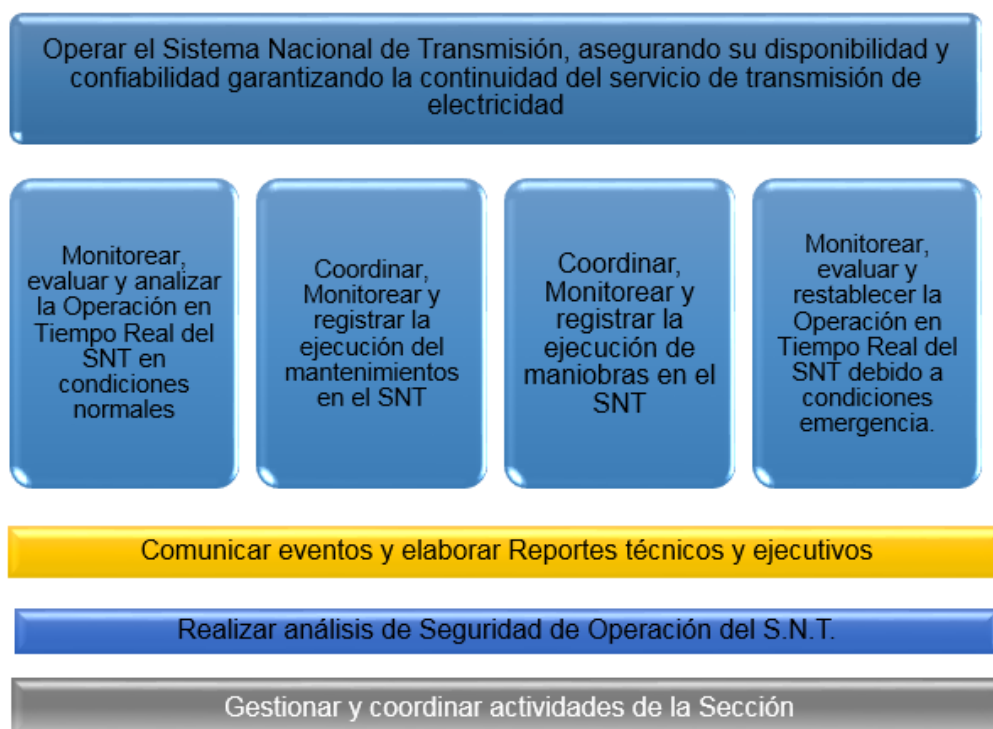 Operar el Sistema Nacional de Transmisión, asegurando su disponibilidad y
confiabilidad garantizando la continuidad del servicio de transmisión de
electricidad
Monitorear,
evaluar y analizar
la Operación en
Tiempo Real del
SNT en
condiciones
normales
Coordinar,
Monitorear y
registrar la
ejecución del
mantenimientos
en el SNT
Coordinar,
Monitorear y
registrar la
ejecución de
maniobras en el
SNT
Monitorear,
evaluar y
restablecer la
Operación en
Tiempo Real del
SNT debido a
condiciones
emergencia.
Comunicar eventos y elaborar Reportes técnicos y ejecutivos
Realizar análisis de Seguridad de Operación del S.N.T.
Gestionar y coordinar actividades de la Sección